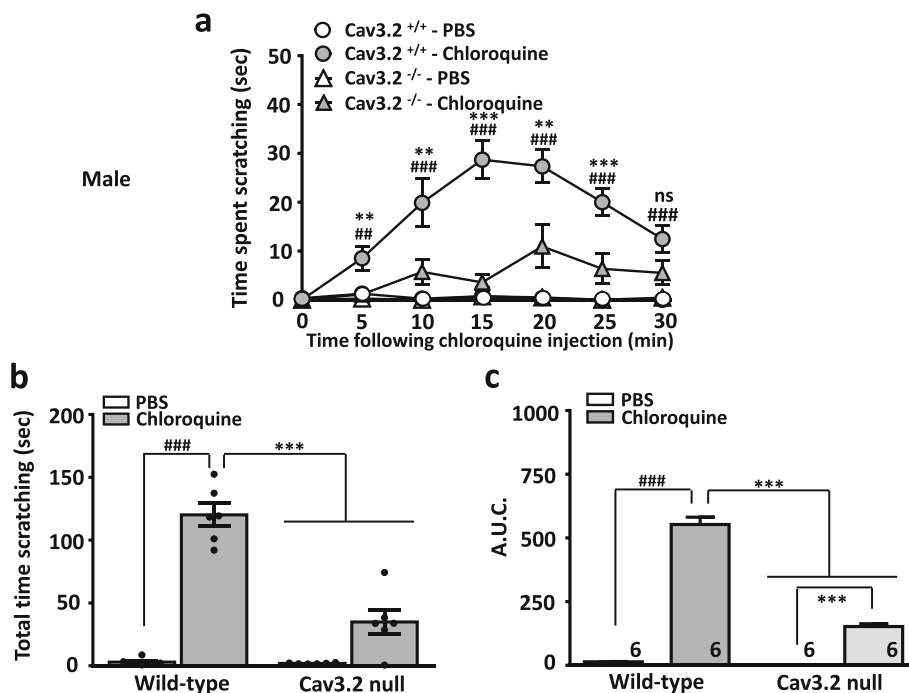 a
Cav3.2 +/+ - PBS
Cav3.2 +/+ - Chloroquine
Cav3.2 -/- - PBS
Cav3.2 -/- - Chloroquine
Male
Time spent scratching (sec)
50
40
30
20
10
0
** ## 
** ###
*** ###
** ###
*** ###
ns ###
0 5 10 15 20 25 30
Time following chloroquine injection (min)
b
PBS
Chloroquine
Total time scratching (sec)
200
150
100
50
0
### ***
Wild-type Cav3.2 null
c
PBS
Chloroquine
A.U.C.
1000
750
500
250
0
### ***
***
6 6 6 6
Wild-type Cav3.2 null